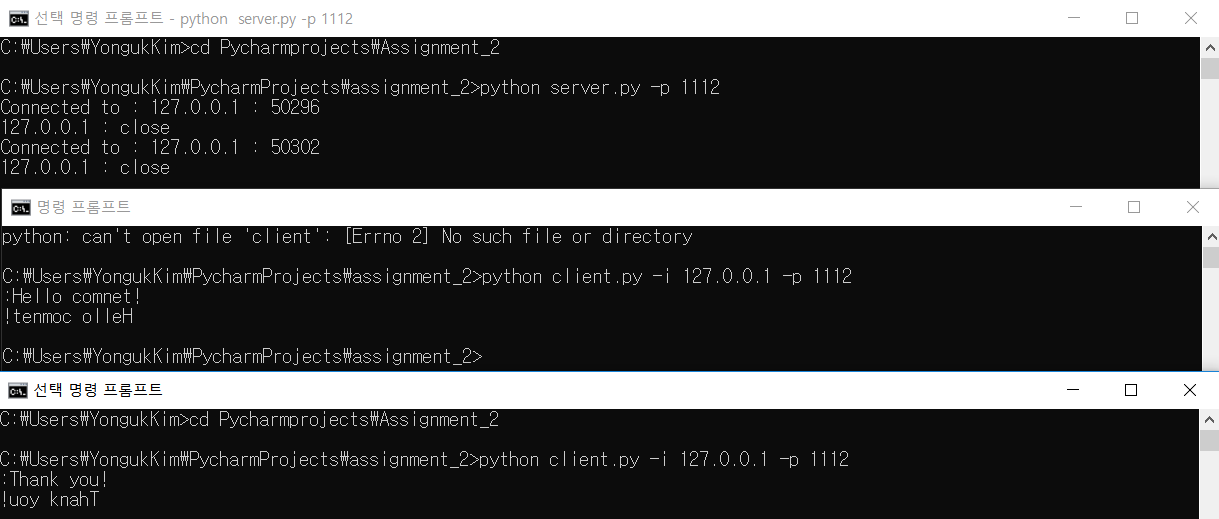 선택 명령 프롬프트 - python  server.py -p 1112
C:₩Users₩YongukKim>cd Pycharmprojects₩Assignment_2
C:₩Users₩YongukKim₩PycharmProjects₩assignment_2>python server.py -p 1112
Connected to : 127.0.0.1 : 50296
127.0.0.1 : close
Connected to : 127.0.0.1 : 50302
127.0.0.1 : close
명령 프롬프트
python: can't open file 'client': [Errno 2] No such file or directory
C:₩Users₩YongukKim₩PycharmProjects₩assignment_2>python client.py -i 127.0.0.1 -p 1112
:Hello comnet!
!tenmoc olleH
C:₩Users₩YongukKim₩PycharmProjects₩assignment_2>
선택 명령 프롬프트
C:₩Users₩YongukKim>cd Pycharmprojects₩Assignment_2
C:₩Users₩YongukKim₩PycharmProjects₩assignment_2>python client.py -i 127.0.0.1 -p 1112
:Thank you!
!uoy knahT